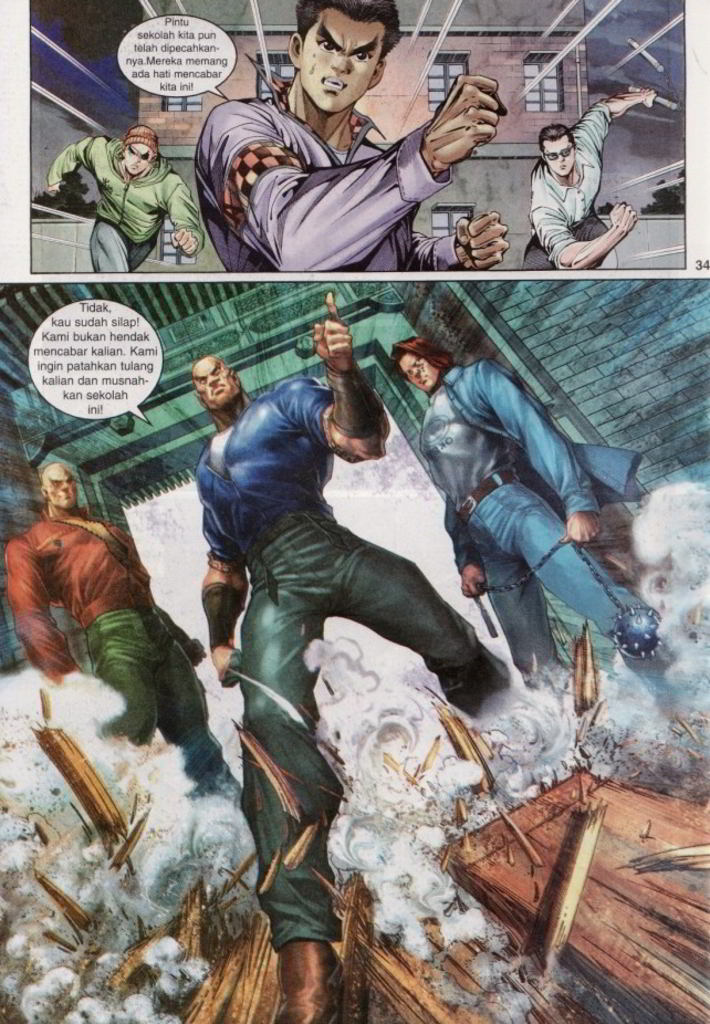 Pintu
sekolah kita pun
telah dipecahkan-
nya.Mereka memang
ada hati mencabar
kita ini!
34
Tidak,
kau sudah silap!
Kami bukan hendak
mencabar kalian. Kami
ingin patahkan tulang
kalian dan musnah-
kan sekolah
ini!